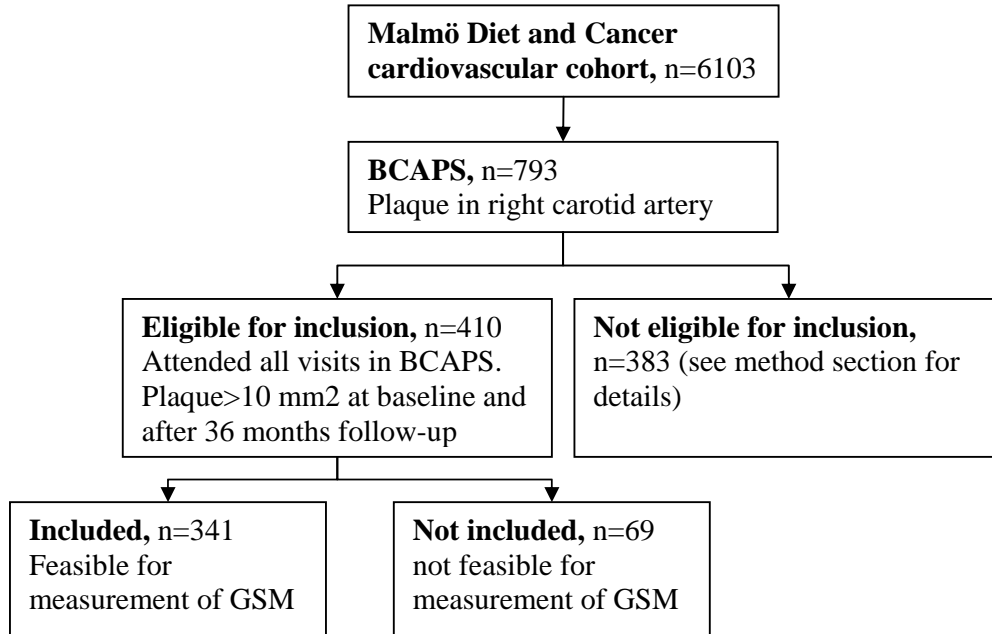 Malmö Diet and Cancer
cardiovascular cohort, n=6103
BCAPS, n=793
Plaque in right carotid artery
Eligible for inclusion, n=410
Attended all visits in BCAPS.
Plaque>10 mm2 at baseline and
after 36 months follow-up
Not eligible for inclusion,
n=383 (see method section for
details)
Included, n=341
Feasible for
measurement of GSM
Not included, n=69
not feasible for
measurement of GSM